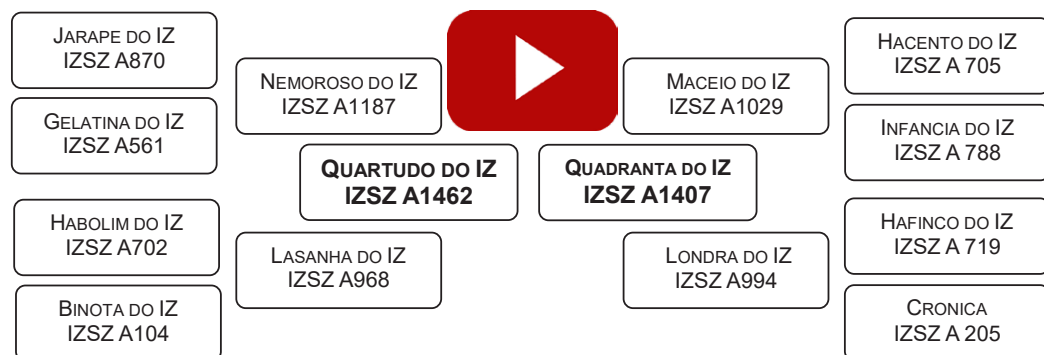 JARAPE DO IZ
IZSZ A870
GELATINA DO IZ
IZSZ A561
HABOLIM DO IZ
IZSZ A702
BINOTA DO IZ
IZSZ A104
NEMOROSO DO IZ
IZSZ A1187
LASANHA DO IZ
IZSZ A968
QUARTUDO DO IZ
IZSZ A1462
QUADRANTA DO IZ
IZSZ A1407
MACEIO DO IZ
IZSZ A1029
LONDRA DO IZ
IZSZ A994
HACENTO DO IZ
IZSZ A 705
INFANCIA DO IZ
IZSZ A 788
HAFINCO DO IZ
IZSZ A 719
CRONICA
IZSZ A 205